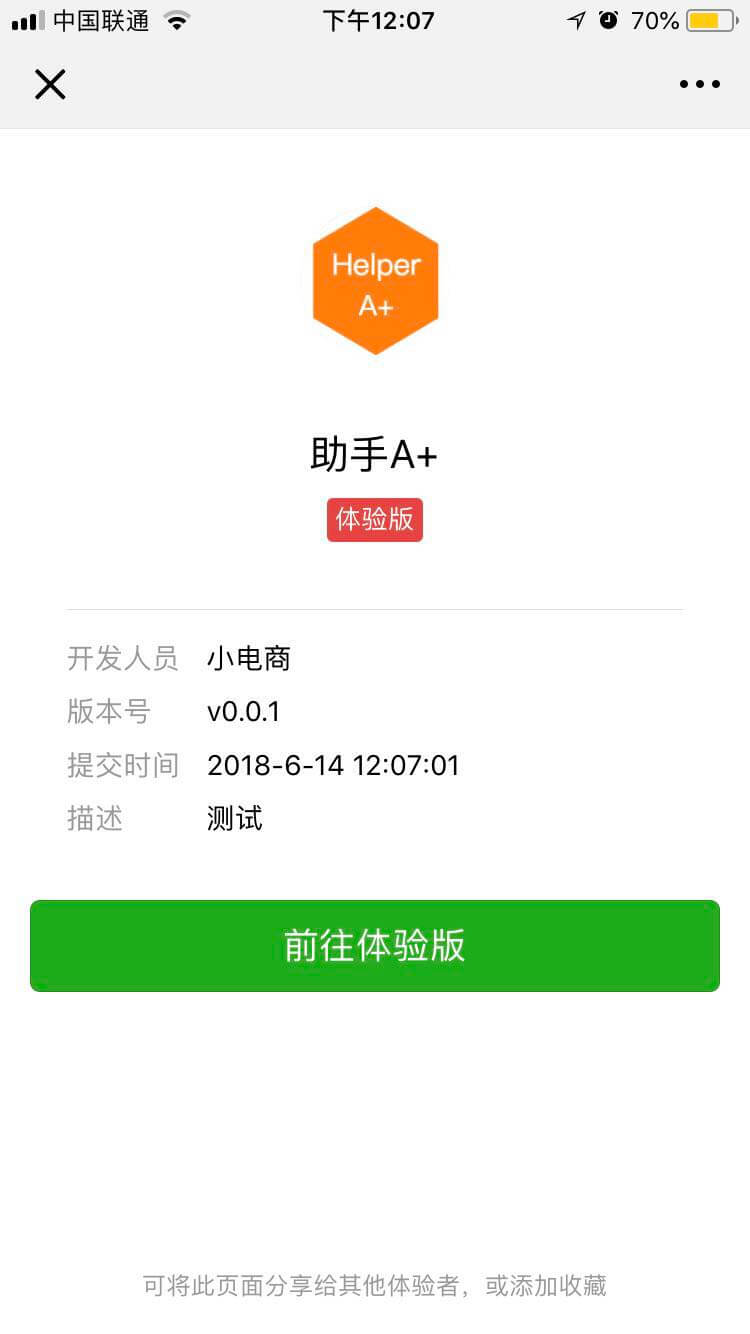 中国联通
下午12:07
70%
Helper
A+
助手A+
体验版
开发人员 小电商
版本号 v0.0.1
提交时间 2018-6-14 12:07:01
描述 测试
前往体验版
可将此页面分享给其他体验者，或添加收藏